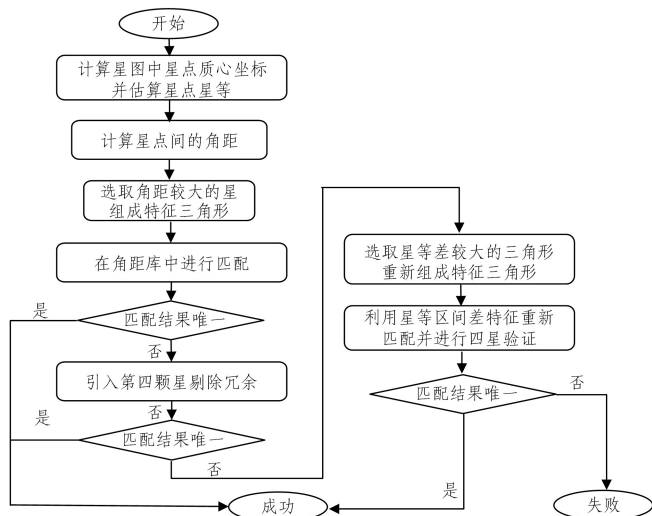 开始
计算星图中星点质心坐标
并估算星点星等
计算星点间的角距
选取角距较大的星
组成特征三角形
在角距库中进行匹配
是
匹配结果唯一
否
引入第四颗星剔除冗余
是
否
匹配结果唯一
否
选取星等差较大的三角形
重新组成特征三角形
利用星等区间差特征重新
匹配并进行四星验证
匹配结果唯一
否
是
成功
失败